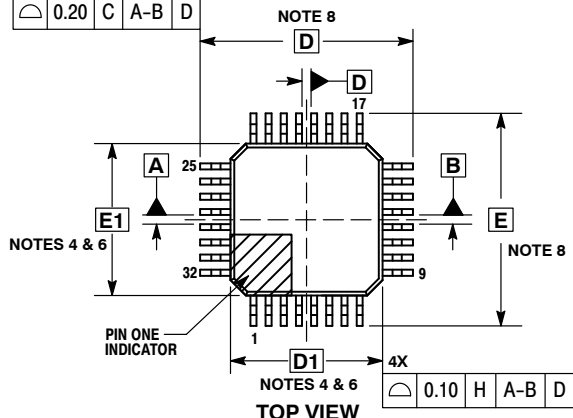 ⌓ 0.20 C A-B D
NOTE 8
D
D
17
25
A
B
E1
E
NOTES 4 & 6
NOTE 8
32
9
PIN ONE
INDICATOR
1
D1
4X
NOTES 4 & 6
⌓ 0.10 H A-B D
TOP VIEW